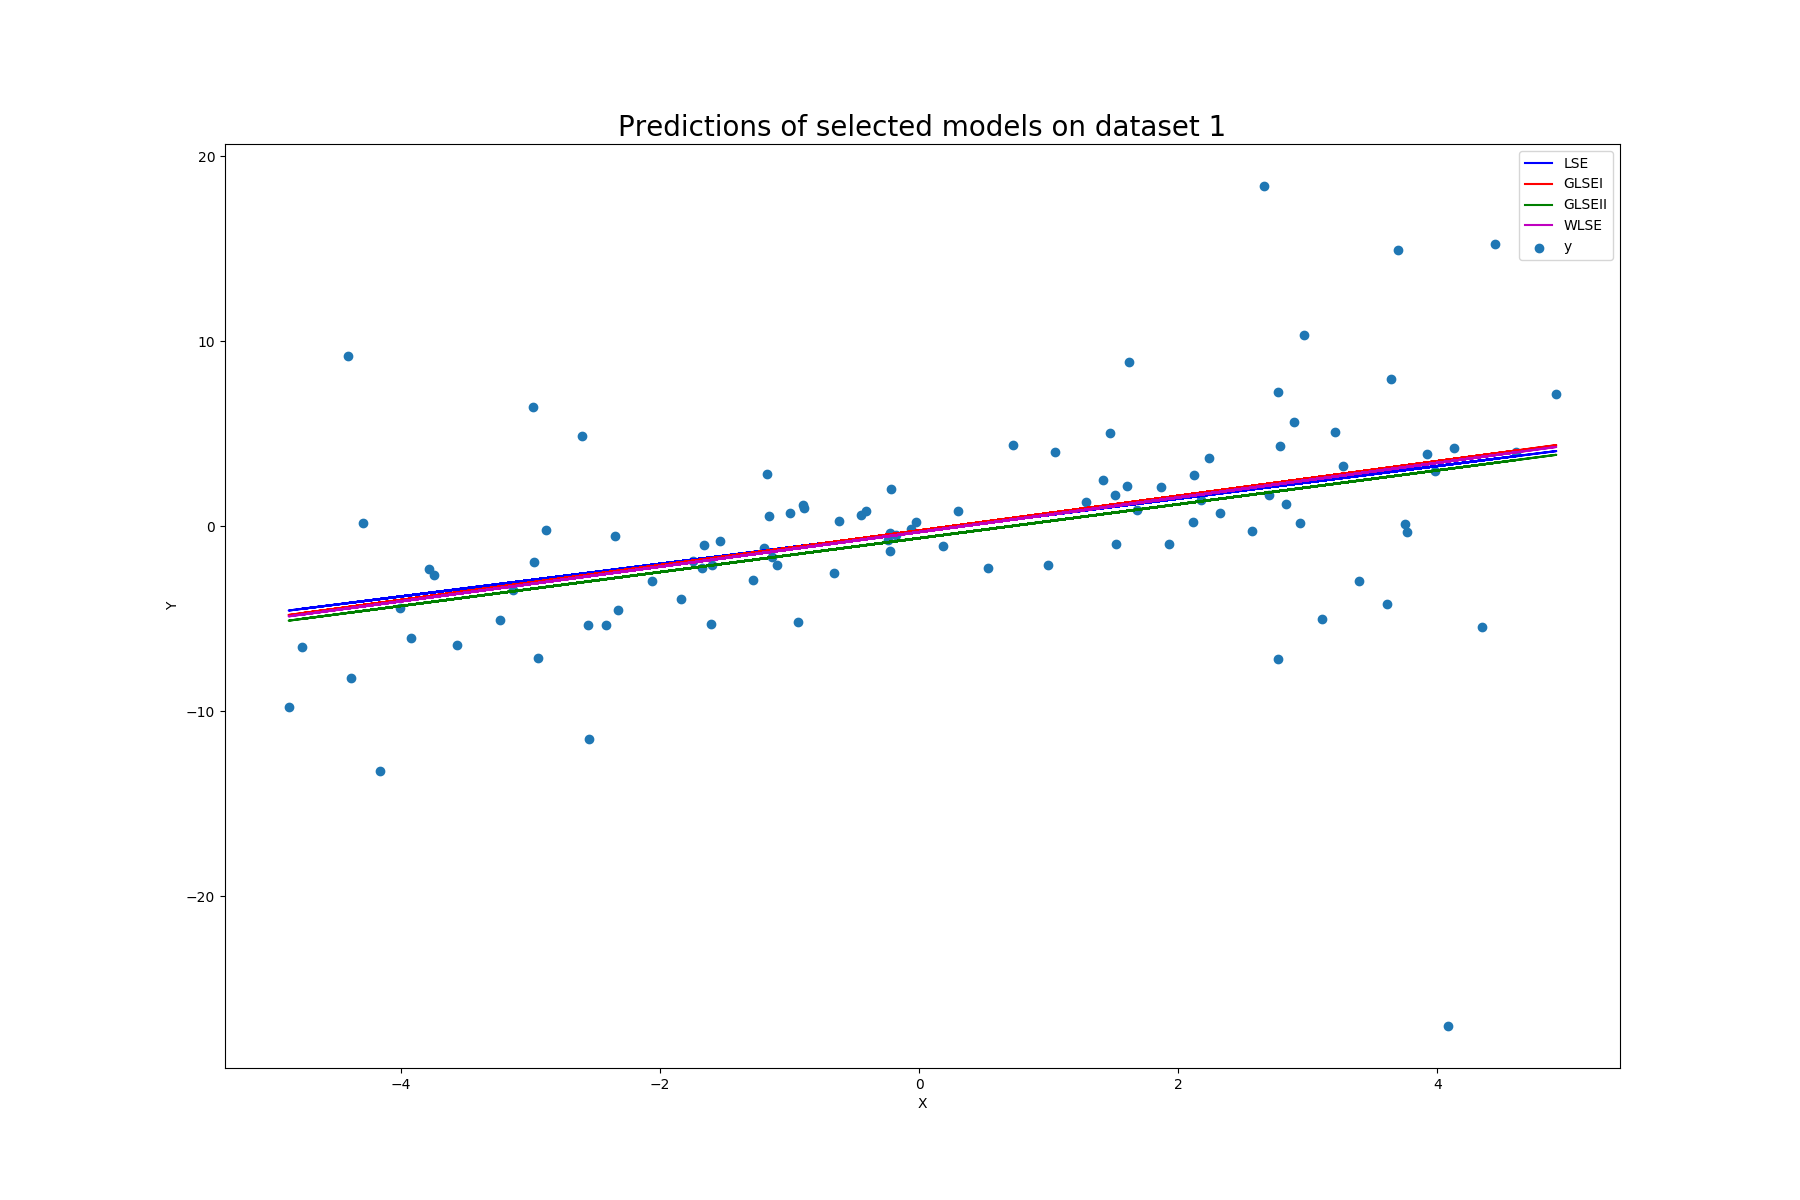 Predictions of selected models on dataset 1
20
10
0
−10
−20
Y
−4
−2
0
2
4
X
LSE
GLSEI
GLSEII
WLSE
y